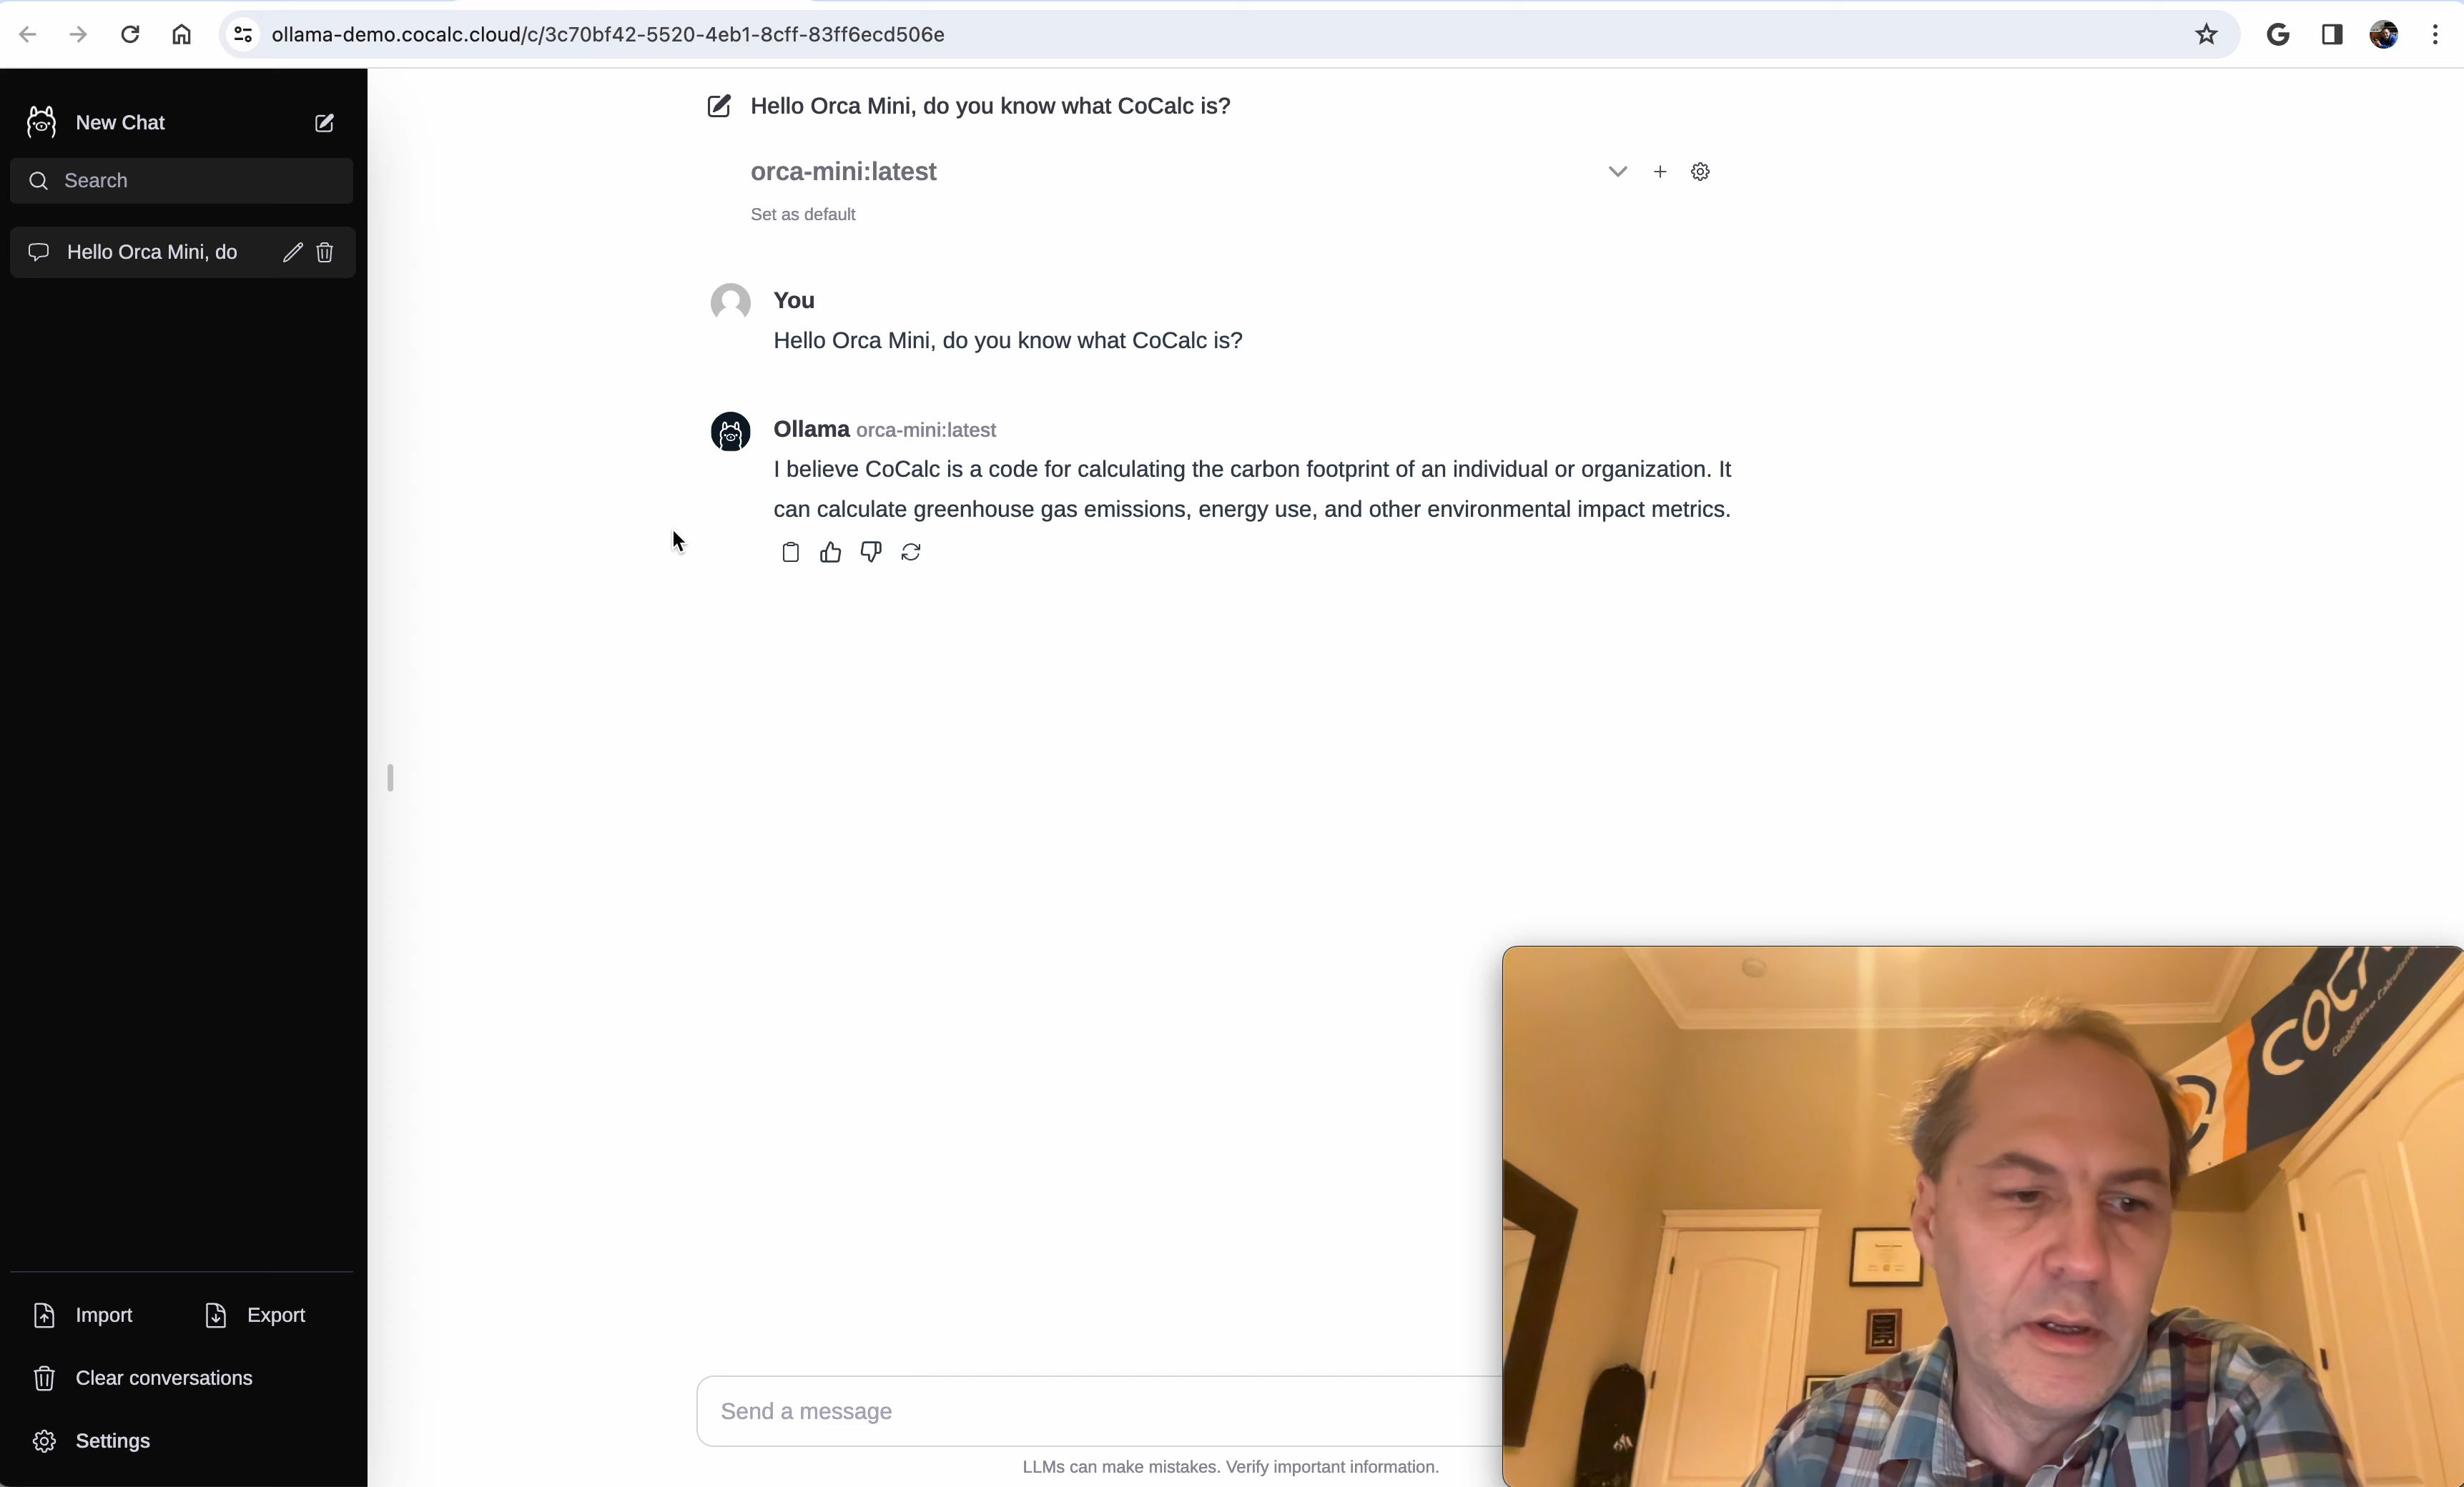 ollama-demo.cocalc.cloud/c/3c70bf42-5520-4eb1-8cff-83ff6ecd506e
New Chat
Search
Hello Orca Mini, do
Import
Export
Clear conversations
Settings
Hello Orca Mini, do you know what CoCalc is?
orca-mini:latest
Set as default
You
Hello Orca Mini, do you know what CoCalc is?
Ollama orca-mini:latest
I believe CoCalc is a code for calculating the carbon footprint of an individual or organization. It
can calculate greenhouse gas emissions, energy use, and other environmental impact metrics.
Send a message
LLMs can make mistakes. Verify important information.